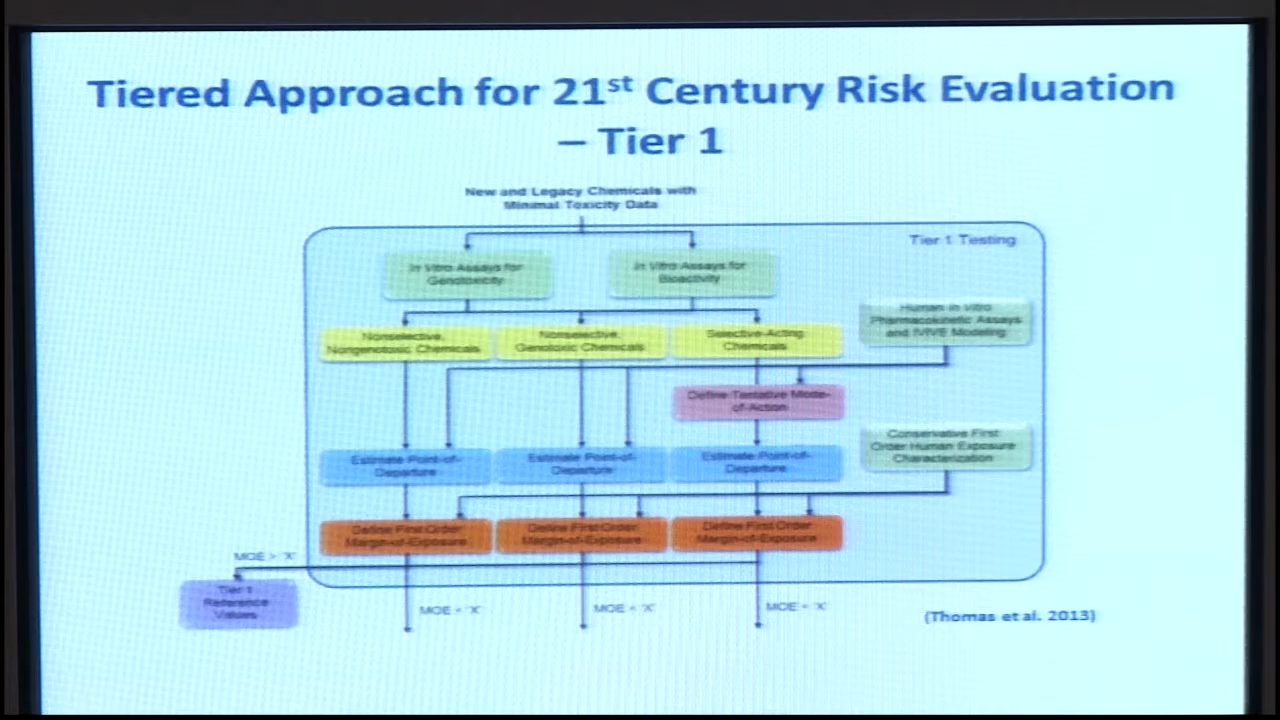 Tiered Approach for 21st Century Risk Evaluation
– Tier 1
New and Legacy Chemicals with
Minimal Toxicity Data
Tier 1 Testing
In Vitro Assays for
Genotoxicity
In Vitro Assays for
Bioactivity
Human In Vitro
Pharmacokinetic Assays
and IVIVE Modeling
Nonselective,
Nongenotoxic Chemicals
Nonselective,
Genotoxic Chemicals
Selective-Acting
Chemicals
Define Tentative Mode-
of-Action
Conservative First
Order Human Exposure
Characterization
Estimate Point-of-
Departure
Estimate Point-of-
Departure
Estimate Point-of-
Departure
Define First Order
Margin-of-Exposure
Define First Order
Margin-of-Exposure
Define First Order
Margin-of-Exposure
MOE > 'X'
Tier 1
Reference
Values
MOE < 'X'
MOE < 'X'
MOE < 'X'
(Thomas et al. 2013)